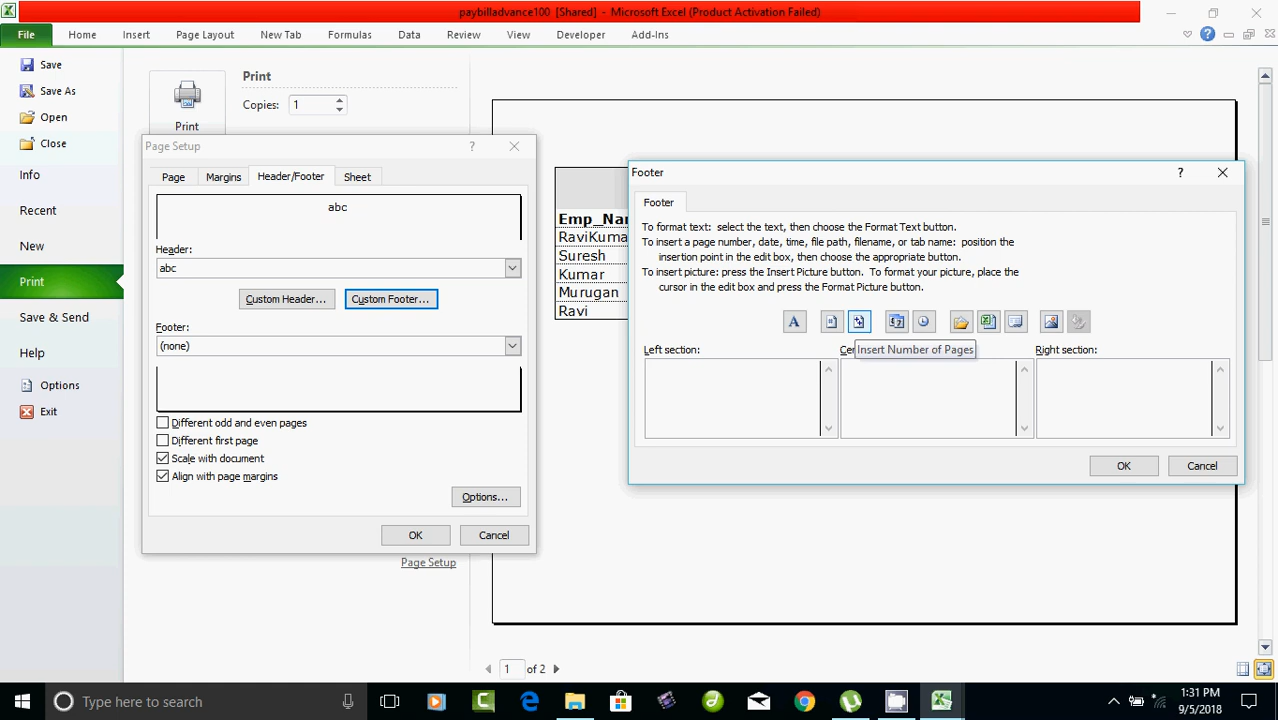 paybilladvance100 [Shared] - Microsoft Excel (Product Activation Failed)
File Home Insert Page Layout New Tab Formulas Data Review View Developer Add-Ins
Save
Save As
Open
Close
Info
Recent
New
Print
Save & Send
Help
Options
Exit
Print
Print
Copies: 1
Page Setup
Page Margins Header/Footer Sheet
abc
Header:
abc
Custom Header... Custom Footer...
Footer:
(none)
Different odd and even pages
Different first page
Scale with document
Align with page margins
Options...
OK Cancel
Page Setup
Emp_Nar
RaviKuma
Suresh
Kumar
Murugan
Ravi
Footer
Footer
To format text: select the text, then choose the Format Text button.
To insert a page number, date, time, file path, filename, or tab name: position the
insertion point in the edit box, then choose the appropriate button.
To insert picture: press the Insert Picture button. To format your picture, place the
cursor in the edit box and press the Format Picture button.
Left section: Cen Insert Number of Pages Right section:
OK Cancel
1 of 2
Type here to search
1:31 PM
9/5/2018